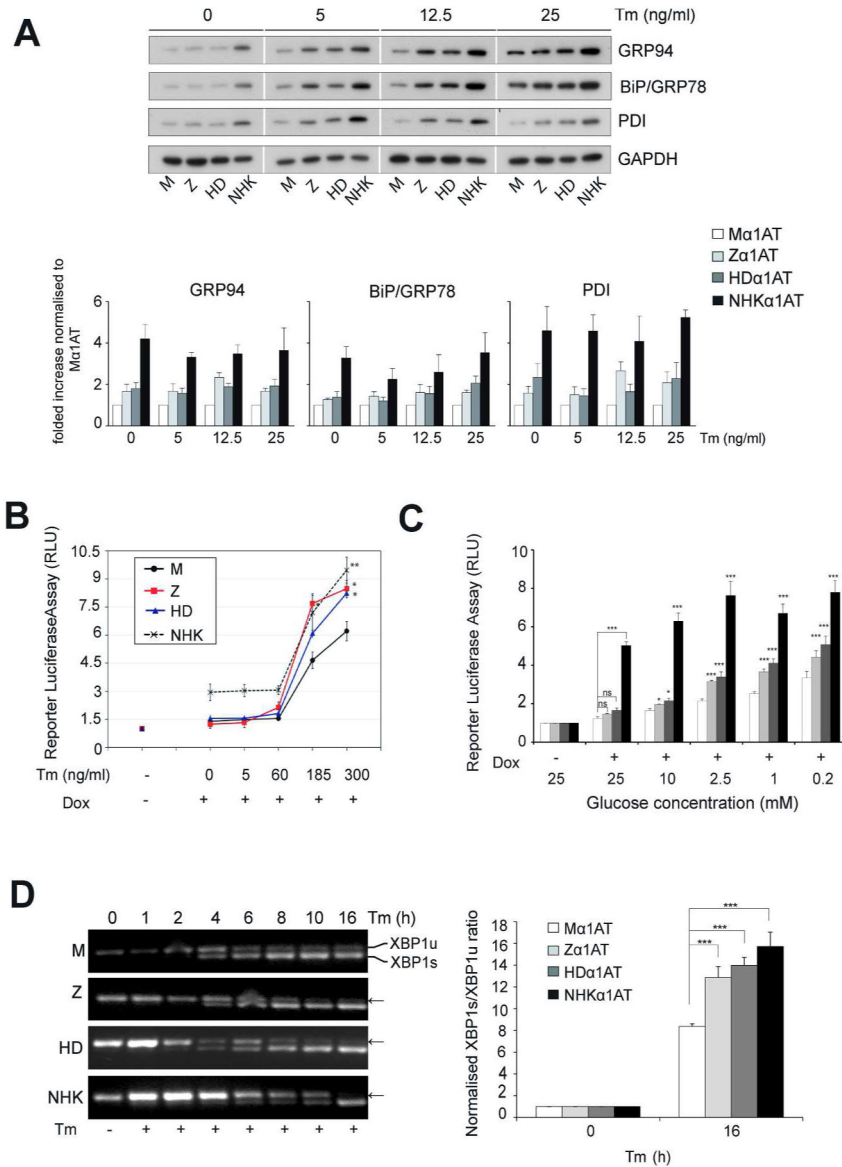 A
0 5 12.5 25 Tm (ng/ml)
GRP94
BiP/GRP78
PDI
GAPDH
M Z HD NHK M Z HD NHK M Z HD NHK M Z HD NHK
Mα1AT
Zα1AT
HDα1AT
NHKα1AT
folded increase normalised to
Mα1AT
GRP94 BiP/GRP78 PDI
6
4
2
0
0 5 12.5 25 0 5 12.5 25 0 5 12.5 25 Tm (ng/ml)
B
Reporter LuciferaseAssay (RLU)
10.5
9
7.5
6
4.5
3
1.5
0
M
Z
HD
NHK
**
*
*
Tm (ng/ml) - 0 5 60 185 300
Dox - + + + + +
C
Reporter Luciferase Assay (RLU)
10
8
6
4
2
0
ns
ns
***
* * ***
*** *** ***
*** *** ***
*** *** ***
Dox - + + + + +
25 25 10 2.5 1 0.2
Glucose concentration (mM)
D
0 1 2 4 6 8 10 16 Tm (h)
M
XBP1u
XBP1s
Z ←
HD ←
NHK ←
Tm - + + + + + + +
Normalised XBP1s/XBP1u ratio
18
16
14
12
10
8
6
4
2
0
Mα1AT
Zα1AT
HDα1AT
NHKα1AT
***
***
***
0 16
Tm (h)